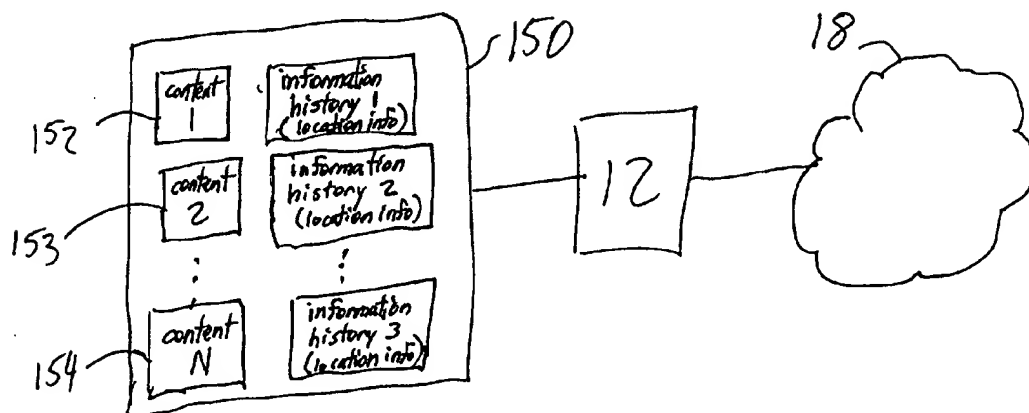 150
18
content
1
information
history 1
(location info)
152
12
content
2
information
history 2
(location info)
153
content
N
information
history 3
(location info)
154